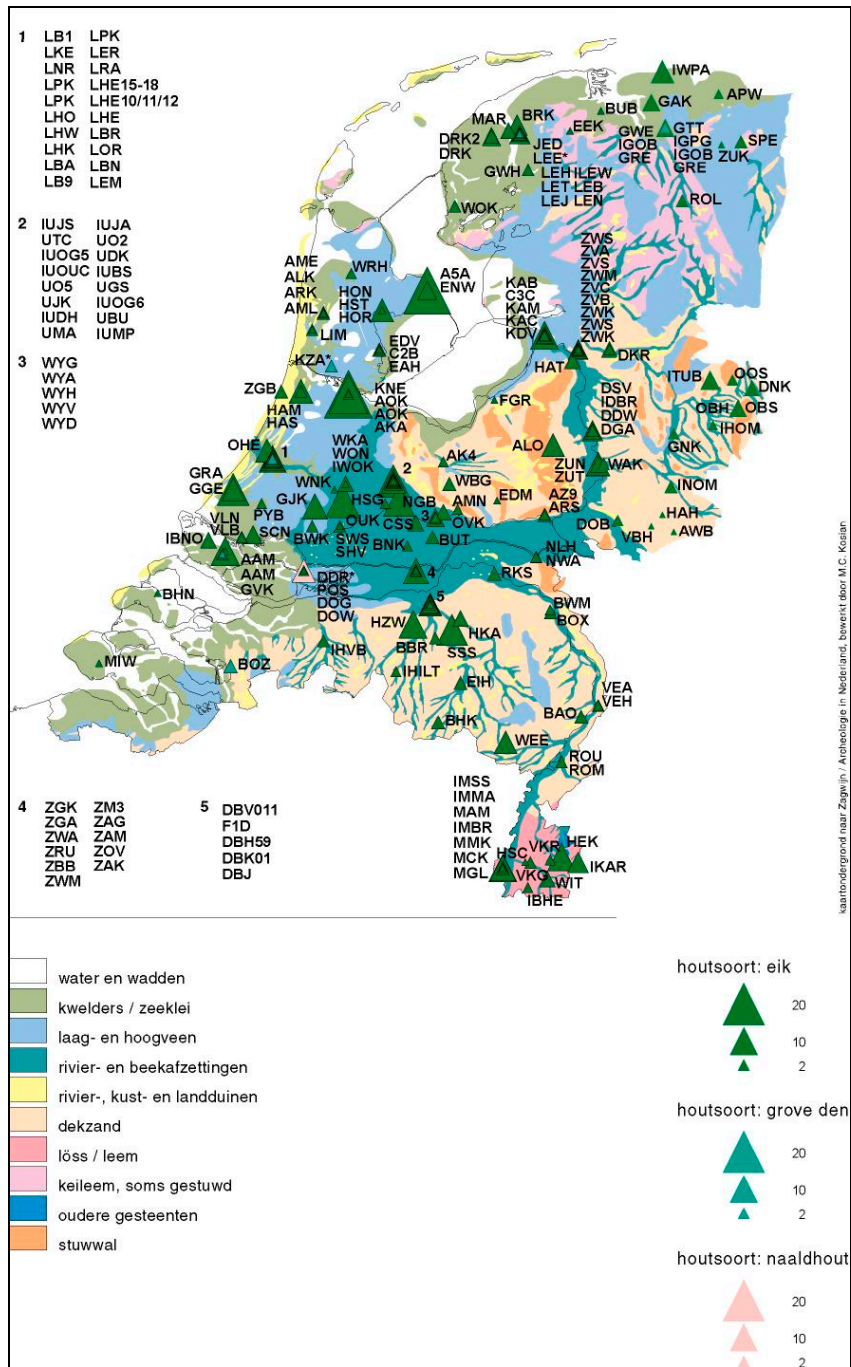 1 LB1 LPK
LKE LER
LNR LRA
LPK LHE15-18
LPK LHE10/11/12
LHO LHE
LHW LBR
LHK LOR
LBA LBN
LB9 LEM
2 IUJS IUJA
UTC UO2
IUOG5 UDK
IUOUC IUBS
UO5 UGS
UJK IUOG6
IUDH UBU
UMA IUMP
3 WYG
WYA
WYH
WYV
WYD
IWPA
APW
BUB
GAK
MAR
BRK
EEK
DRK2
DRK
JED
LEE*
LEH ILEW
LET LEB
LEJ LEN
GWE
IGOB
GRE
GTT
IGPG
IGOB
GRE
ZUK
SPE
GWH
WOK
ROL
AME
ALK
ARK
AML
WRH
HON
HST
HOR
A5A
ENW
KAB
C3C
KAM
KAC
KDV
ZWS
ZVA
ZVS
ZWM
ZVC
ZVB
ZWK
ZWS
ZWK
LIM
EDV
C2B
EAH
KZA*
HAT
DKR
ITUB
OOS
DNK
ZGB
HAM
HAS
KNE
AOK
AOK
AKA
FGR
DSV
IDBR
DDW
DGA
OBH
OBS
IHOM
GNK
OHE
1
WKA
WON
IWOK
2
AK4
ALO
ZUN
ZUT
WAK
GRA
GGE
WNK
WBG
INOM
GJK
HSG
NGB
AMN
EDM
AZ9
ARS
VLN
VLB
PYB
SCN
OUK
CSS
3
OVK
DOB
VBH
HAH
AWB
IBNO
BWK
SWS
SHV
BNK
BUT
NLH
NWA
AAM
AAM
GVK
DDR*
POS
DOG
DOW
4
RKS
BHN
5
BWM
BOX
HZW
HKA
BBR
SSS
MIW
BOZ
IHVB
IHILT
EIH
VEA
VEH
BAO
BHK
WEE
ROU
ROM
IMSS
IMMA
MAM
IMBR
MMK
MCK
MGL
HSC
VKR
HEK
IKAR
VKG
WIT
IBHE
4 ZGK ZM3
ZGA ZAG
ZWA ZAM
ZRU ZOV
ZBB ZAK
ZWM
5 DBV011
F1D
DBH59
DBK01
DBJ
kaartondergrond naar Zagwijn / Archeologie in Nederland, bewerkt door M.C. Kosian
water en wadden
kwelders / zeeklei
laag- en hoogveen
rivier- en beekafzettingen
rivier-, kust- en landduinen
dekzand
löss / leem
keileem, soms gestuwd
oudere gesteenten
stuwwal
houtsoort: eik
20
10
2
houtsoort: grove den
20
10
2
houtsoort: naaldhout
20
10
2